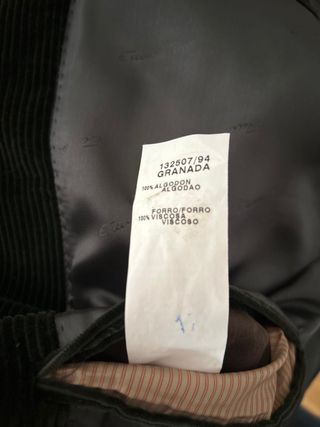 132507/94
GRANADA
100% ALGODON
ALGODAO
FORRO/FORRO
100% VISCOSA
VISCOSO